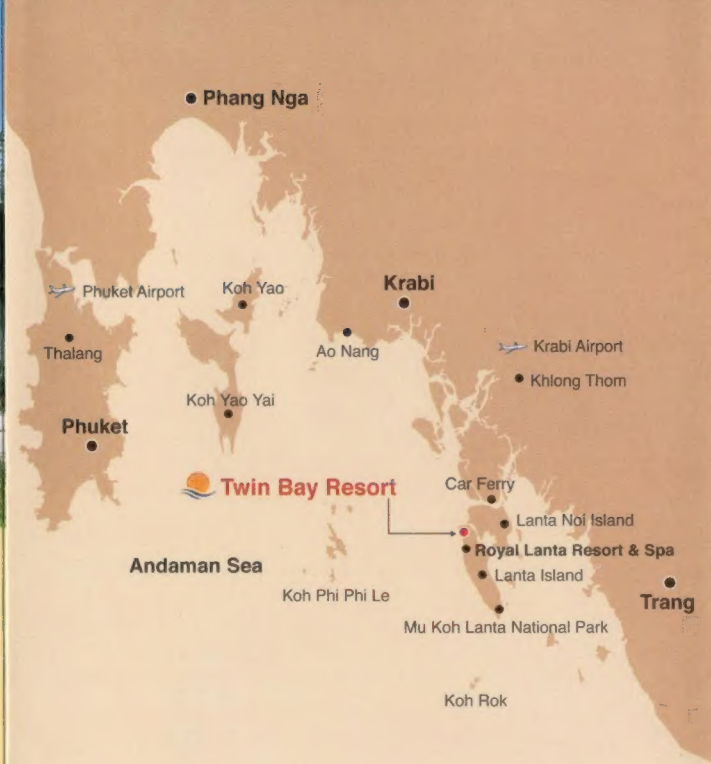 Phang Nga
Phuket Airport
Koh Yao
Krabi
Thalang
Ao Nang
Krabi Airport
Khlong Thom
Koh Yao Yai
Phuket
Twin Bay Resort
Car Ferry
Lanta Noi Island
Royal Lanta Resort & Spa
Andaman Sea
Lanta Island
Koh Phi Phi Le
Trang
Mu Koh Lanta National Park
Koh Rok